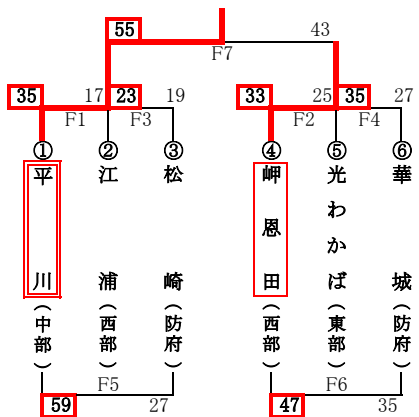 55 43
F7
35 17 23 19 33 25 35 27
F1 F3 F2 F4
① ② ③ ④ ⑤ ⑥
平川（中部）
江浦（西部）
松崎（防府）
岬恩田（西部）
光わかば（東部）
華城（防府）
F5 F6
59 27 47 35